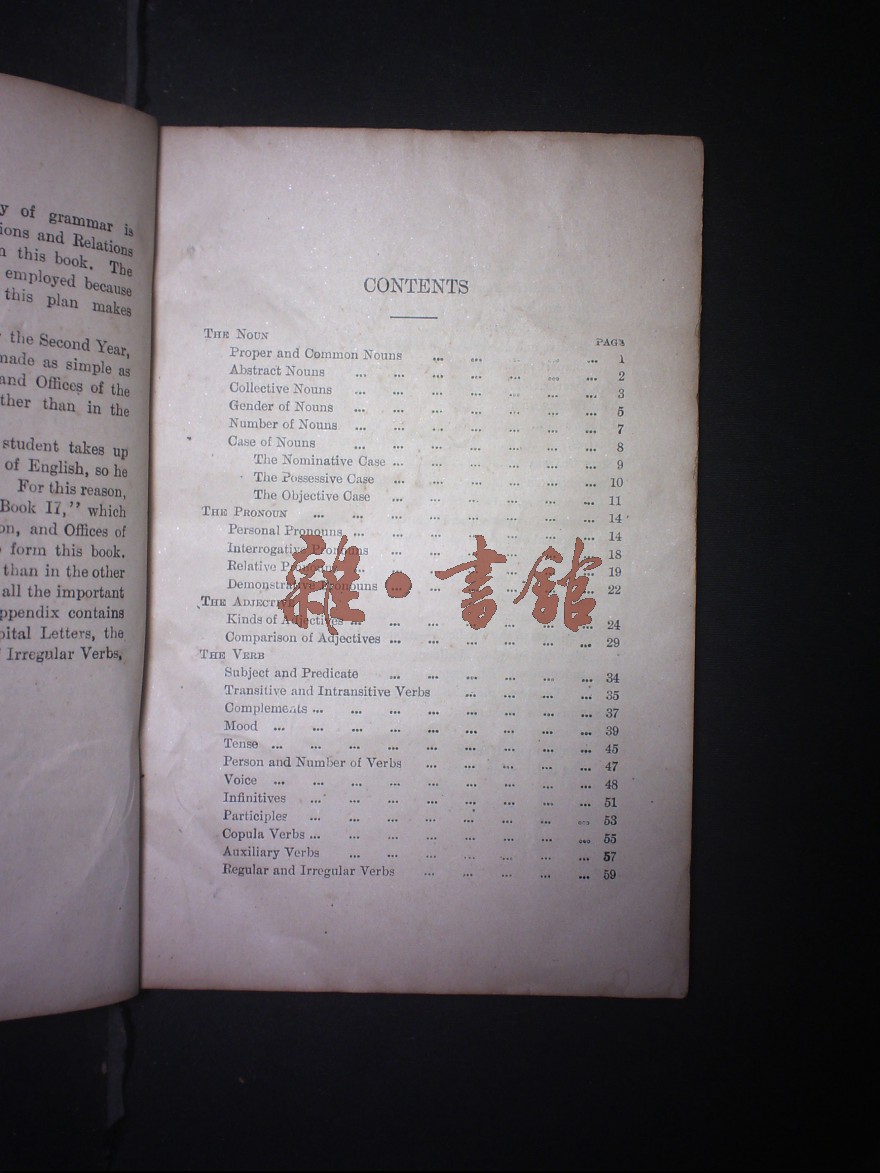 y of grammar is
ions and Relations
this book. The
employed because
this plan makes
the Second Year,
made as simple as
and Offices of the
ther than in the
student takes up
of English, so he
For this reason,
Book II," which
on, and Offices of
form this book.
than in the other
all the important
ppendix contains
pital Letters, the
Irregular Verbs,
CONTENTS
PAGE
THE NOUN
Proper and Common Nouns ... ... ... ... ... 1
Abstract Nouns ... ... ... ... ... ... ... 2
Collective Nouns ... ... ... ... ... ... ... 3
Gender of Nouns ... ... ... ... ... ... ... 5
Number of Nouns ... ... ... ... ... ... ... 7
Case of Nouns ... ... ... ... ... ... ... 8
The Nominative Case ... ... ... ... ... ... 9
The Possessive Case ... ... ... ... ... ... 10
The Objective Case ... ... ... ... ... ... 11
THE PRONOUN ... ... ... ... ... ... ... ... 14
Personal Pronouns ... ... ... ... ... ... ... 14
Interrogative Pronouns ... ... ... ... ... ... 18
Relative Pronouns ... ... ... ... ... ... ... 19
Demonstrative Pronouns ... ... ... ... ... ... 22
THE ADJECTIVE
Kinds of Adjectives ... ... ... ... ... ... ... 24
Comparison of Adjectives ... ... ... ... ... ... 29
THE VERB
Subject and Predicate ... ... ... ... ... ... 34
Transitive and Intransitive Verbs ... ... ... ... 35
Complements ... ... ... ... ... ... ... ... 37
Mood ... ... ... ... ... ... ... ... ... 39
Tense ... ... ... ... ... ... ... ... ... 45
Person and Number of Verbs ... ... ... ... ... 47
Voice ... ... ... ... ... ... ... ... ... 48
Infinitives ... ... ... ... ... ... ... ... 51
Participles ... ... ... ... ... ... ... ... 53
Copula Verbs ... ... ... ... ... ... ... ... 55
Auxiliary Verbs ... ... ... ... ... ... ... 57
Regular and Irregular Verbs ... ... ... ... ... 59
雜·書館